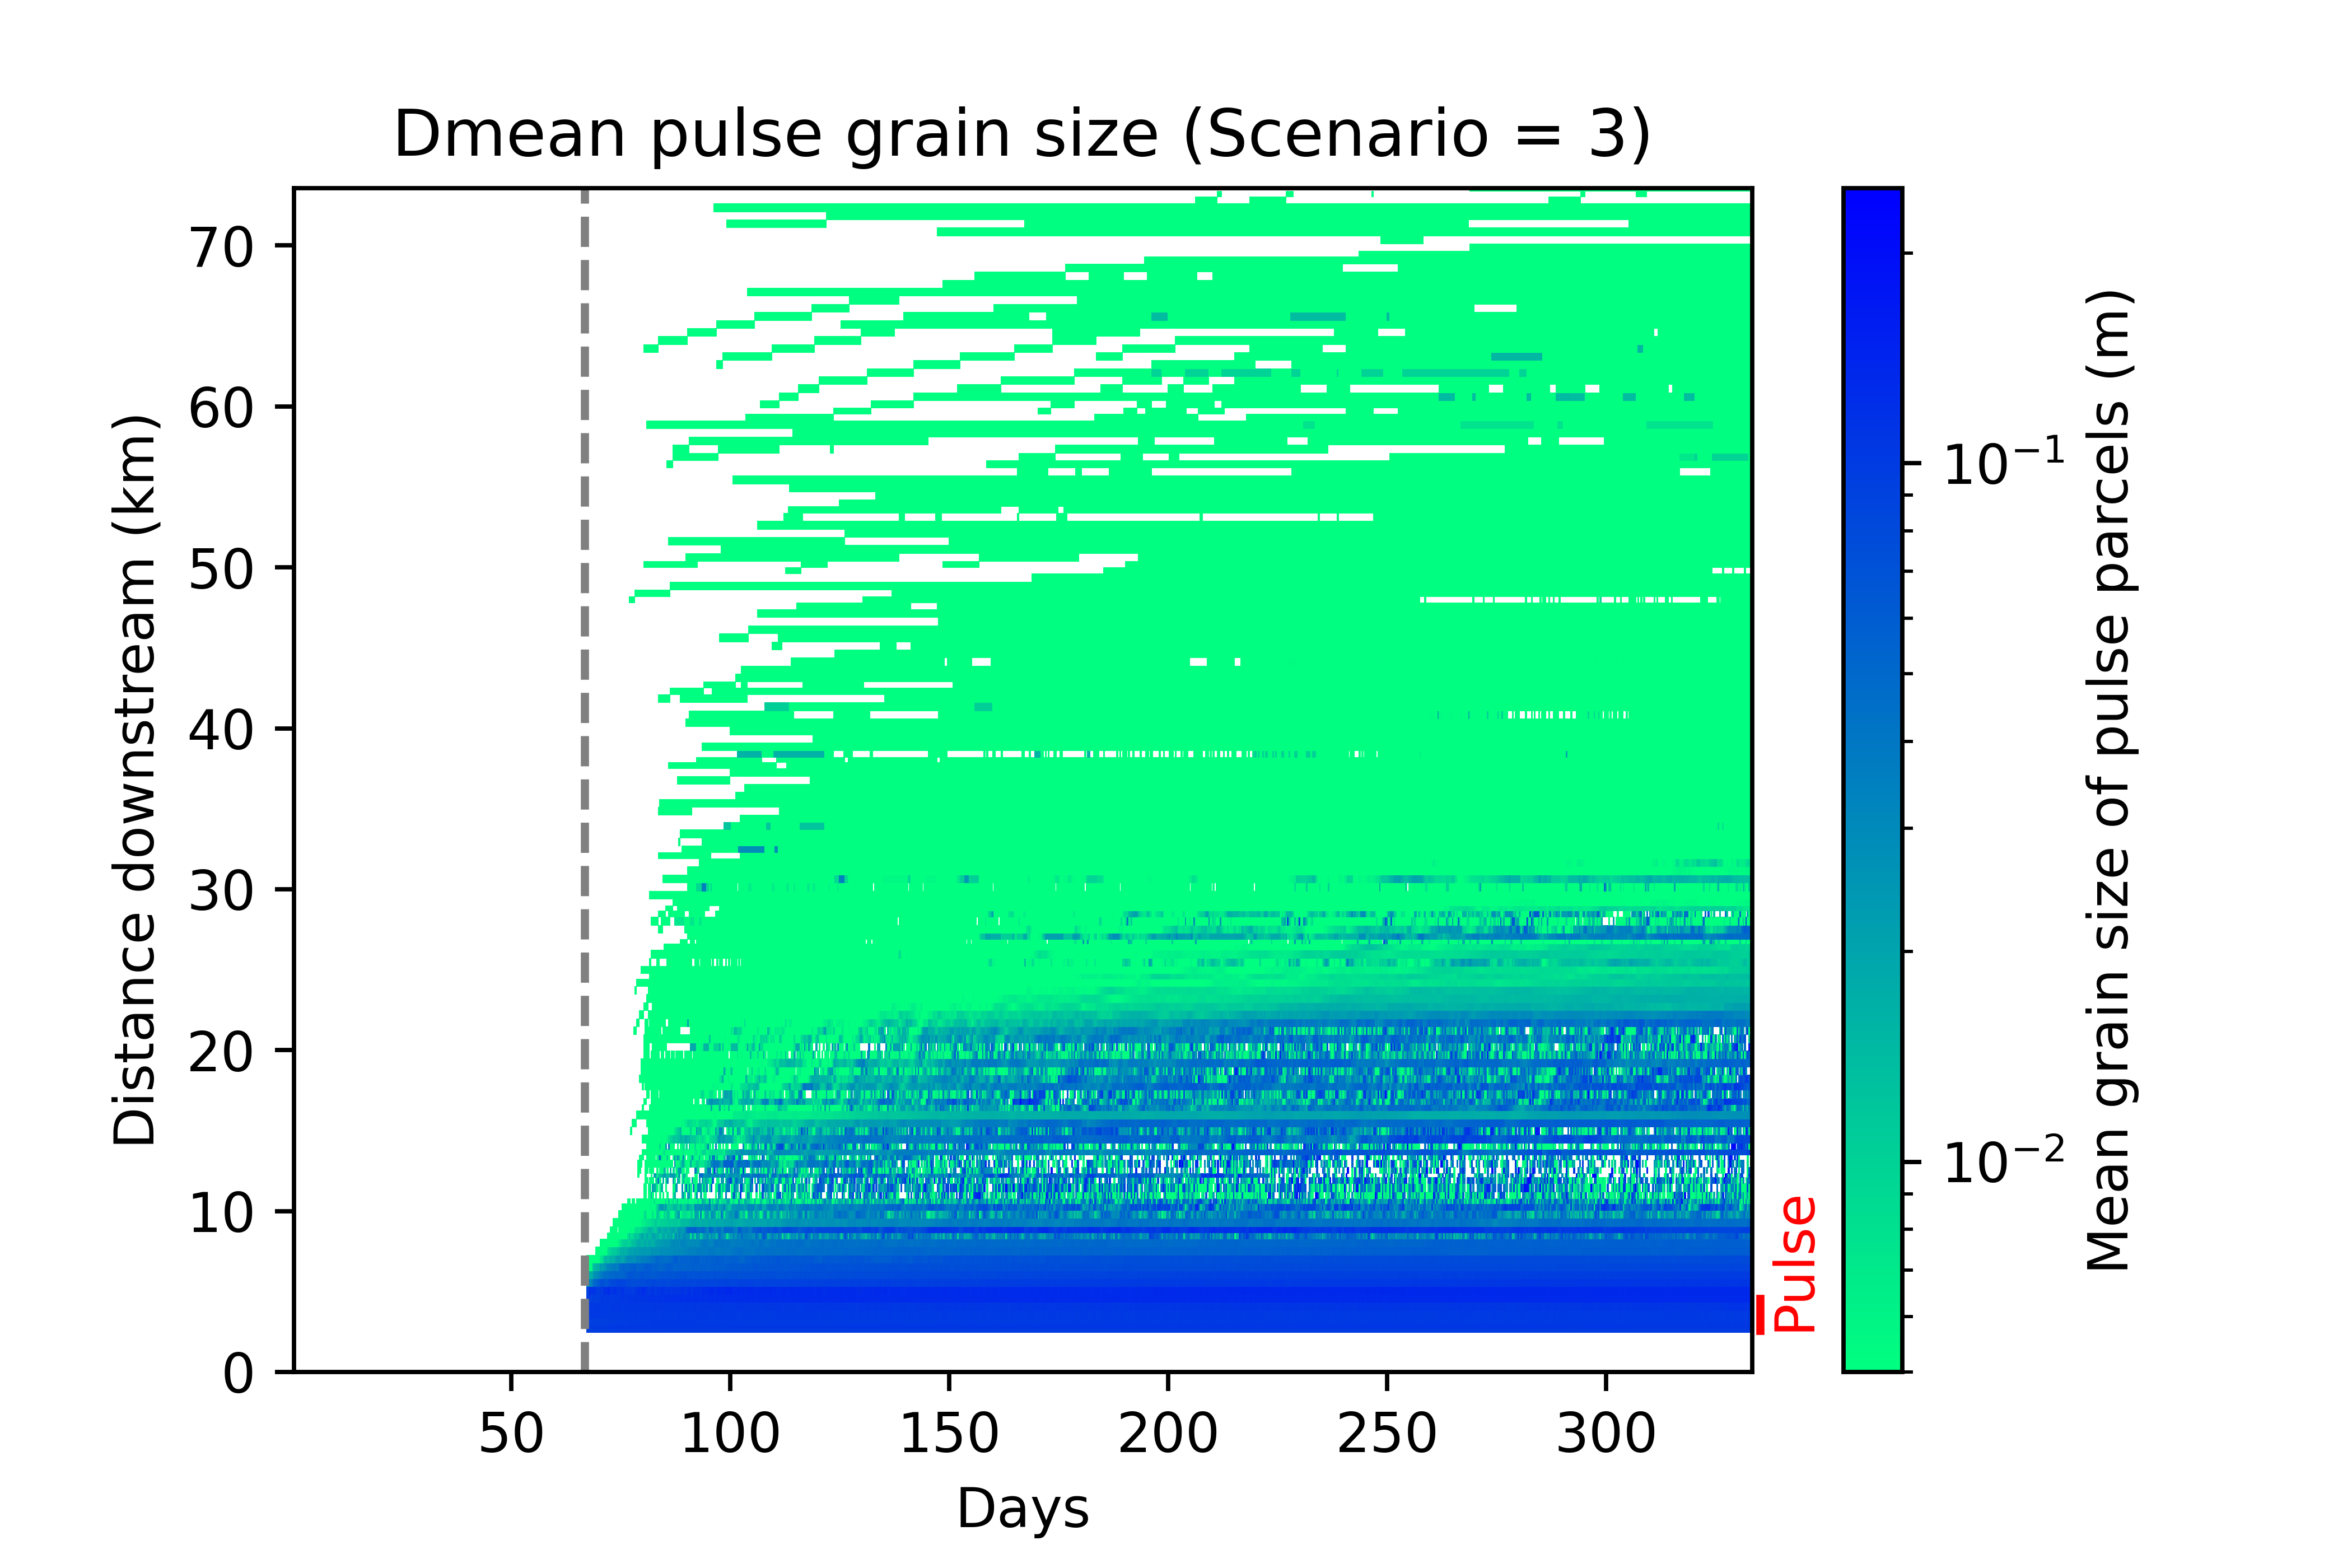 Dmean pulse grain size (Scenario = 3)
Distance downstream (km)
70
60
50
40
30
20
10
0
50 100 150 200 250 300
Days
Pulse
10⁻¹
10⁻²
Mean grain size of pulse parcels (m)